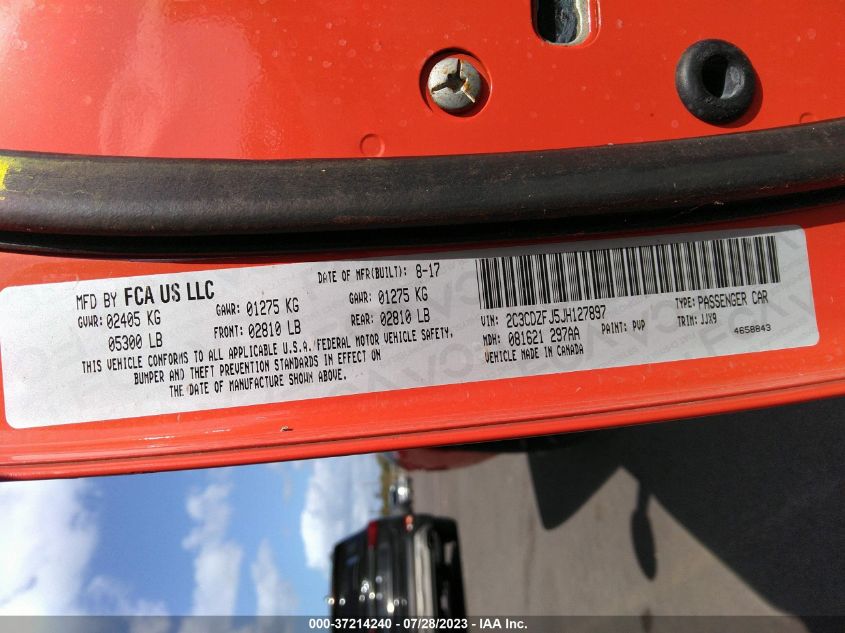 MFD BY FCA US LLC
DATE OF MFR(BUILT): 8-17
GVWR: 02405 KG
GAWR: 01275 KG
GAWR: 01275 KG
05300 LB
FRONT: 02810 LB
REAR: 02810 LB
THIS VEHICLE CONFORMS TO ALL APPLICABLE U.S.A./FEDERAL MOTOR VEHICLE SAFETY,
BUMPER AND THEFT PREVENTION STANDARDS IN EFFECT ON
THE DATE OF MANUFACTURE SHOWN ABOVE.
VIN: 2C3CDZFJ5JH127897
TYPE: PASSENGER CAR
MDH: 081621 297AA
PAINT: PVP
TRIM: JJX9
VEHICLE MADE IN CANADA
4658843
000-37214240 - 07/28/2023 - IAA Inc.